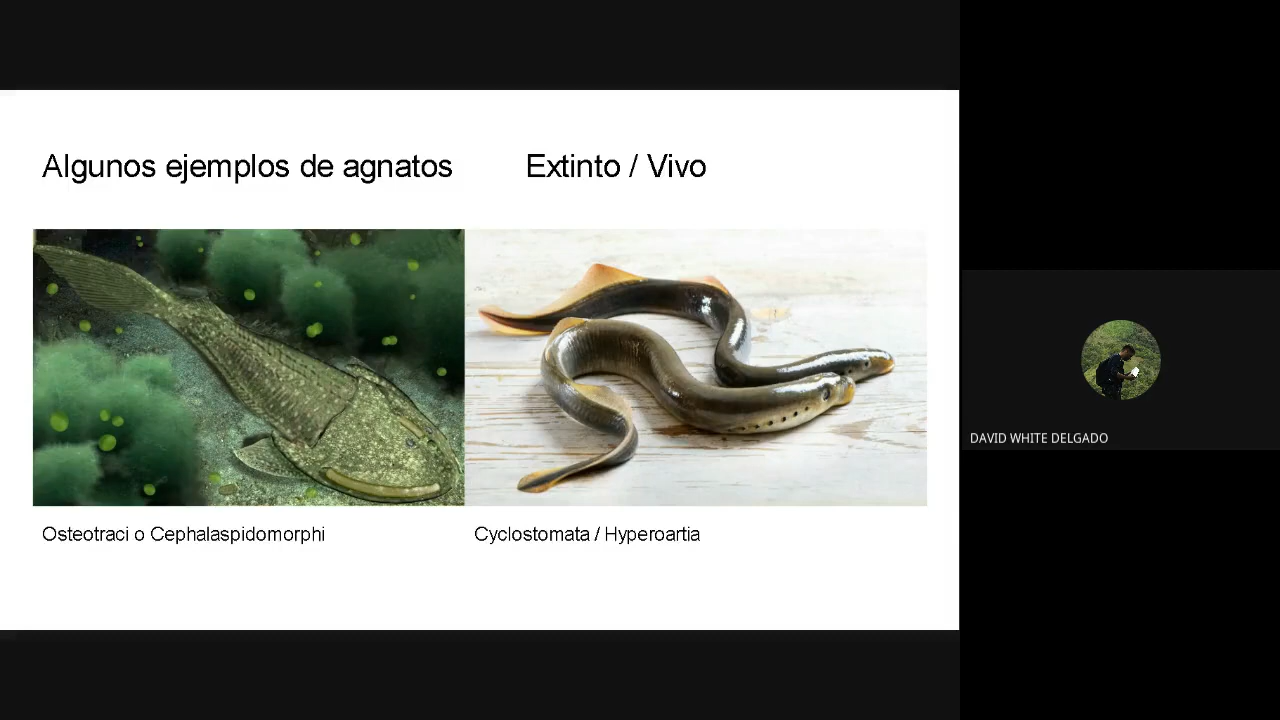 Algunos ejemplos de agnatos Extinto / Vivo
Osteotraci o Cephalaspidomorphi
Cyclostomata / Hyperoartia
DAVID WHITE DELGADO